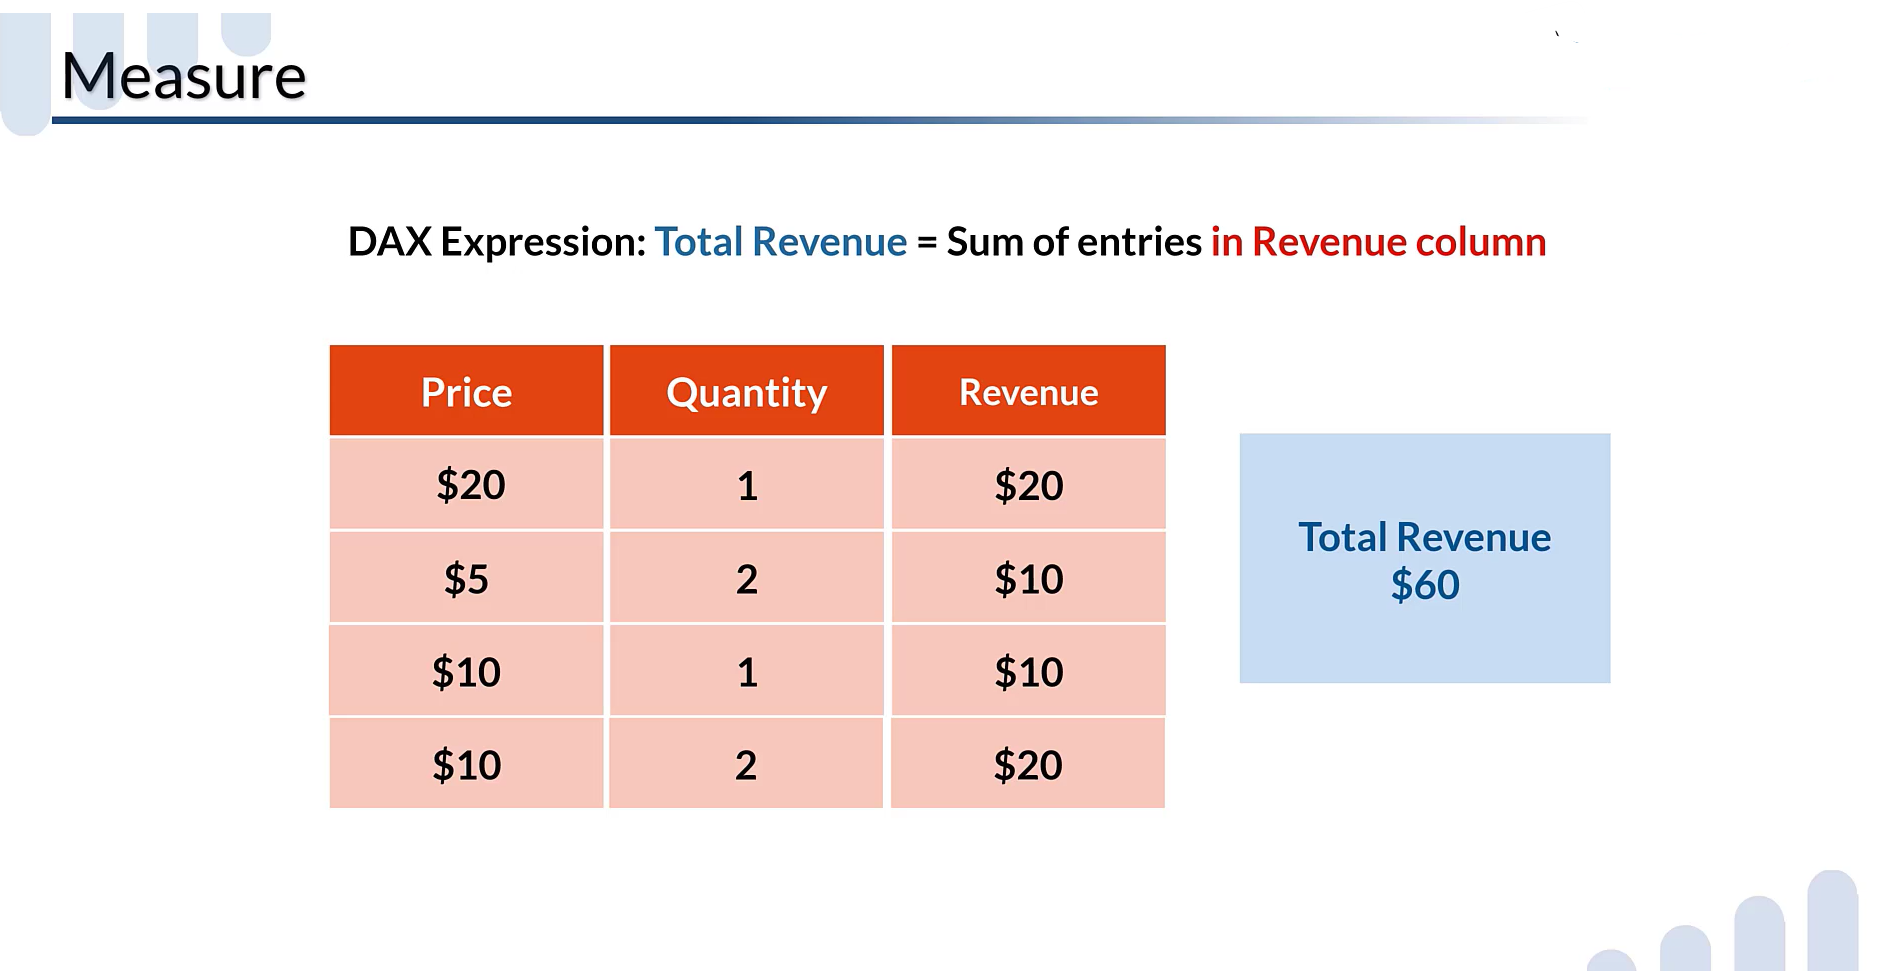 Measure
DAX Expression: Total Revenue = Sum of entries in Revenue column
Price Quantity Revenue
$20 1 $20
$5 2 $10
$10 1 $10
$10 2 $20
Total Revenue
$60